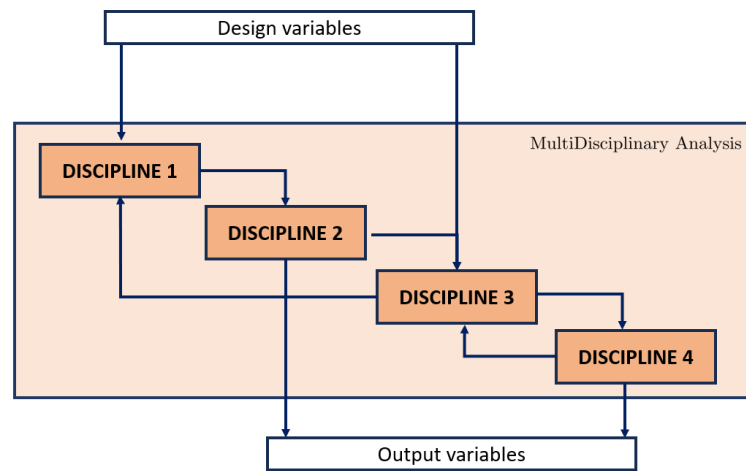 Design variables
MultiDisciplinary Analysis
DISCIPLINE 1
DISCIPLINE 2
DISCIPLINE 3
DISCIPLINE 4
Output variables